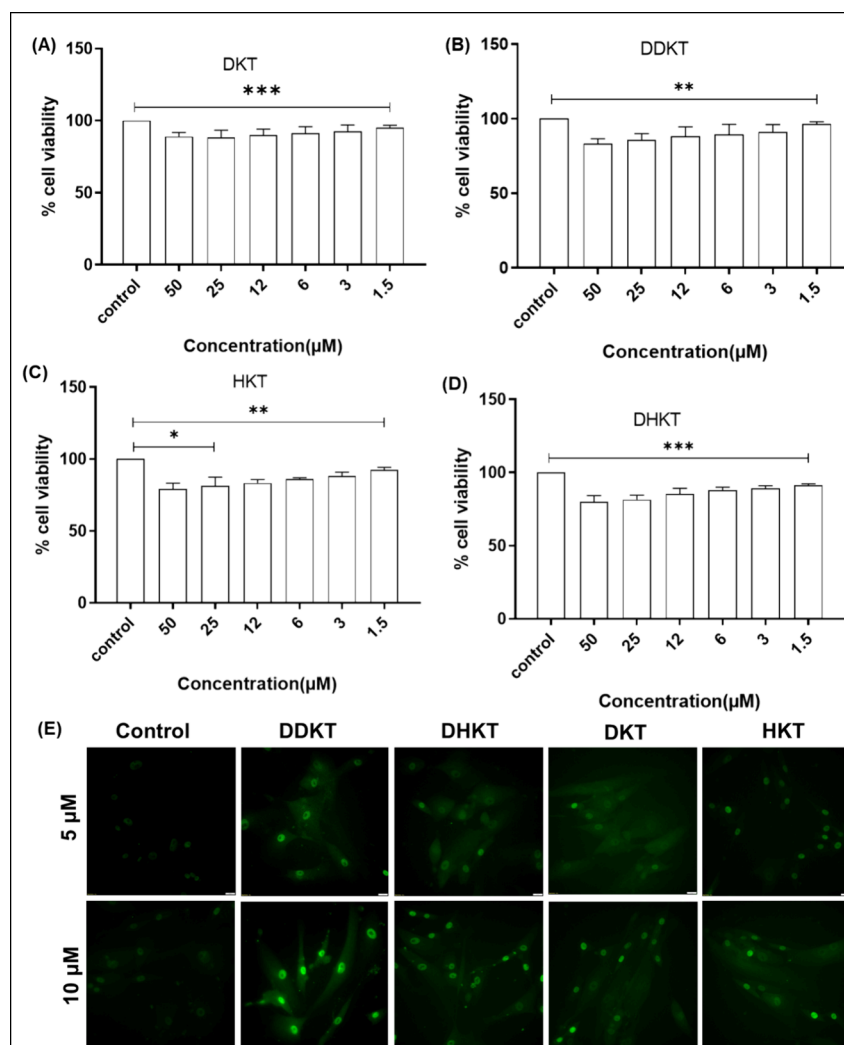 (A)
DKT
***
% cell viability
150
100
50
0
control 50 25 12 6 3 1.5
Concentration(µM)
(B)
DDKT
**
% cell viability
150
100
50
0
control 50 25 12 6 3 1.5
Concentration(µM)
(C)
HKT
**
*
% cell viability
150
100
50
0
control 50 25 12 6 3 1.5
Concentration(µM)
(D)
DHKT
***
% cell viability
150
100
50
0
control 50 25 12 6 3 1.5
Concentration(µM)
(E)
Control DDKT DHKT DKT HKT
5 µM
10 µM